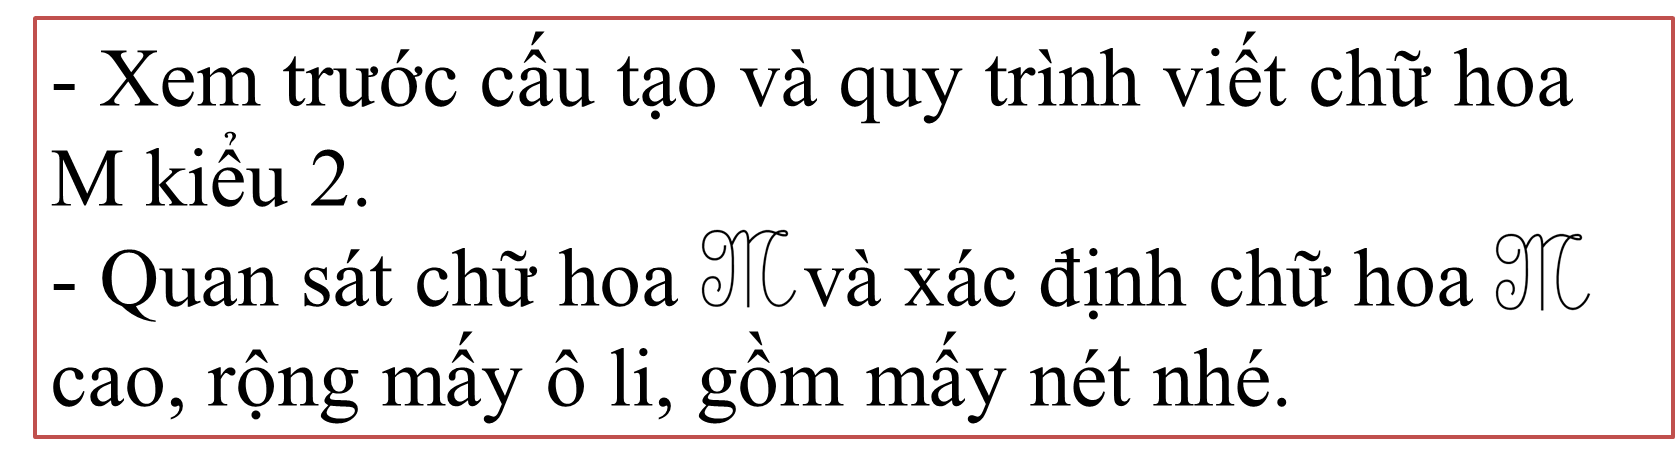 - Xem trước cấu tạo và quy trình viết chữ hoa
M kiểu 2.
- Quan sát chữ hoa M và xác định chữ hoa M
cao, rộng mấy ô li, gồm mấy nét nhé.